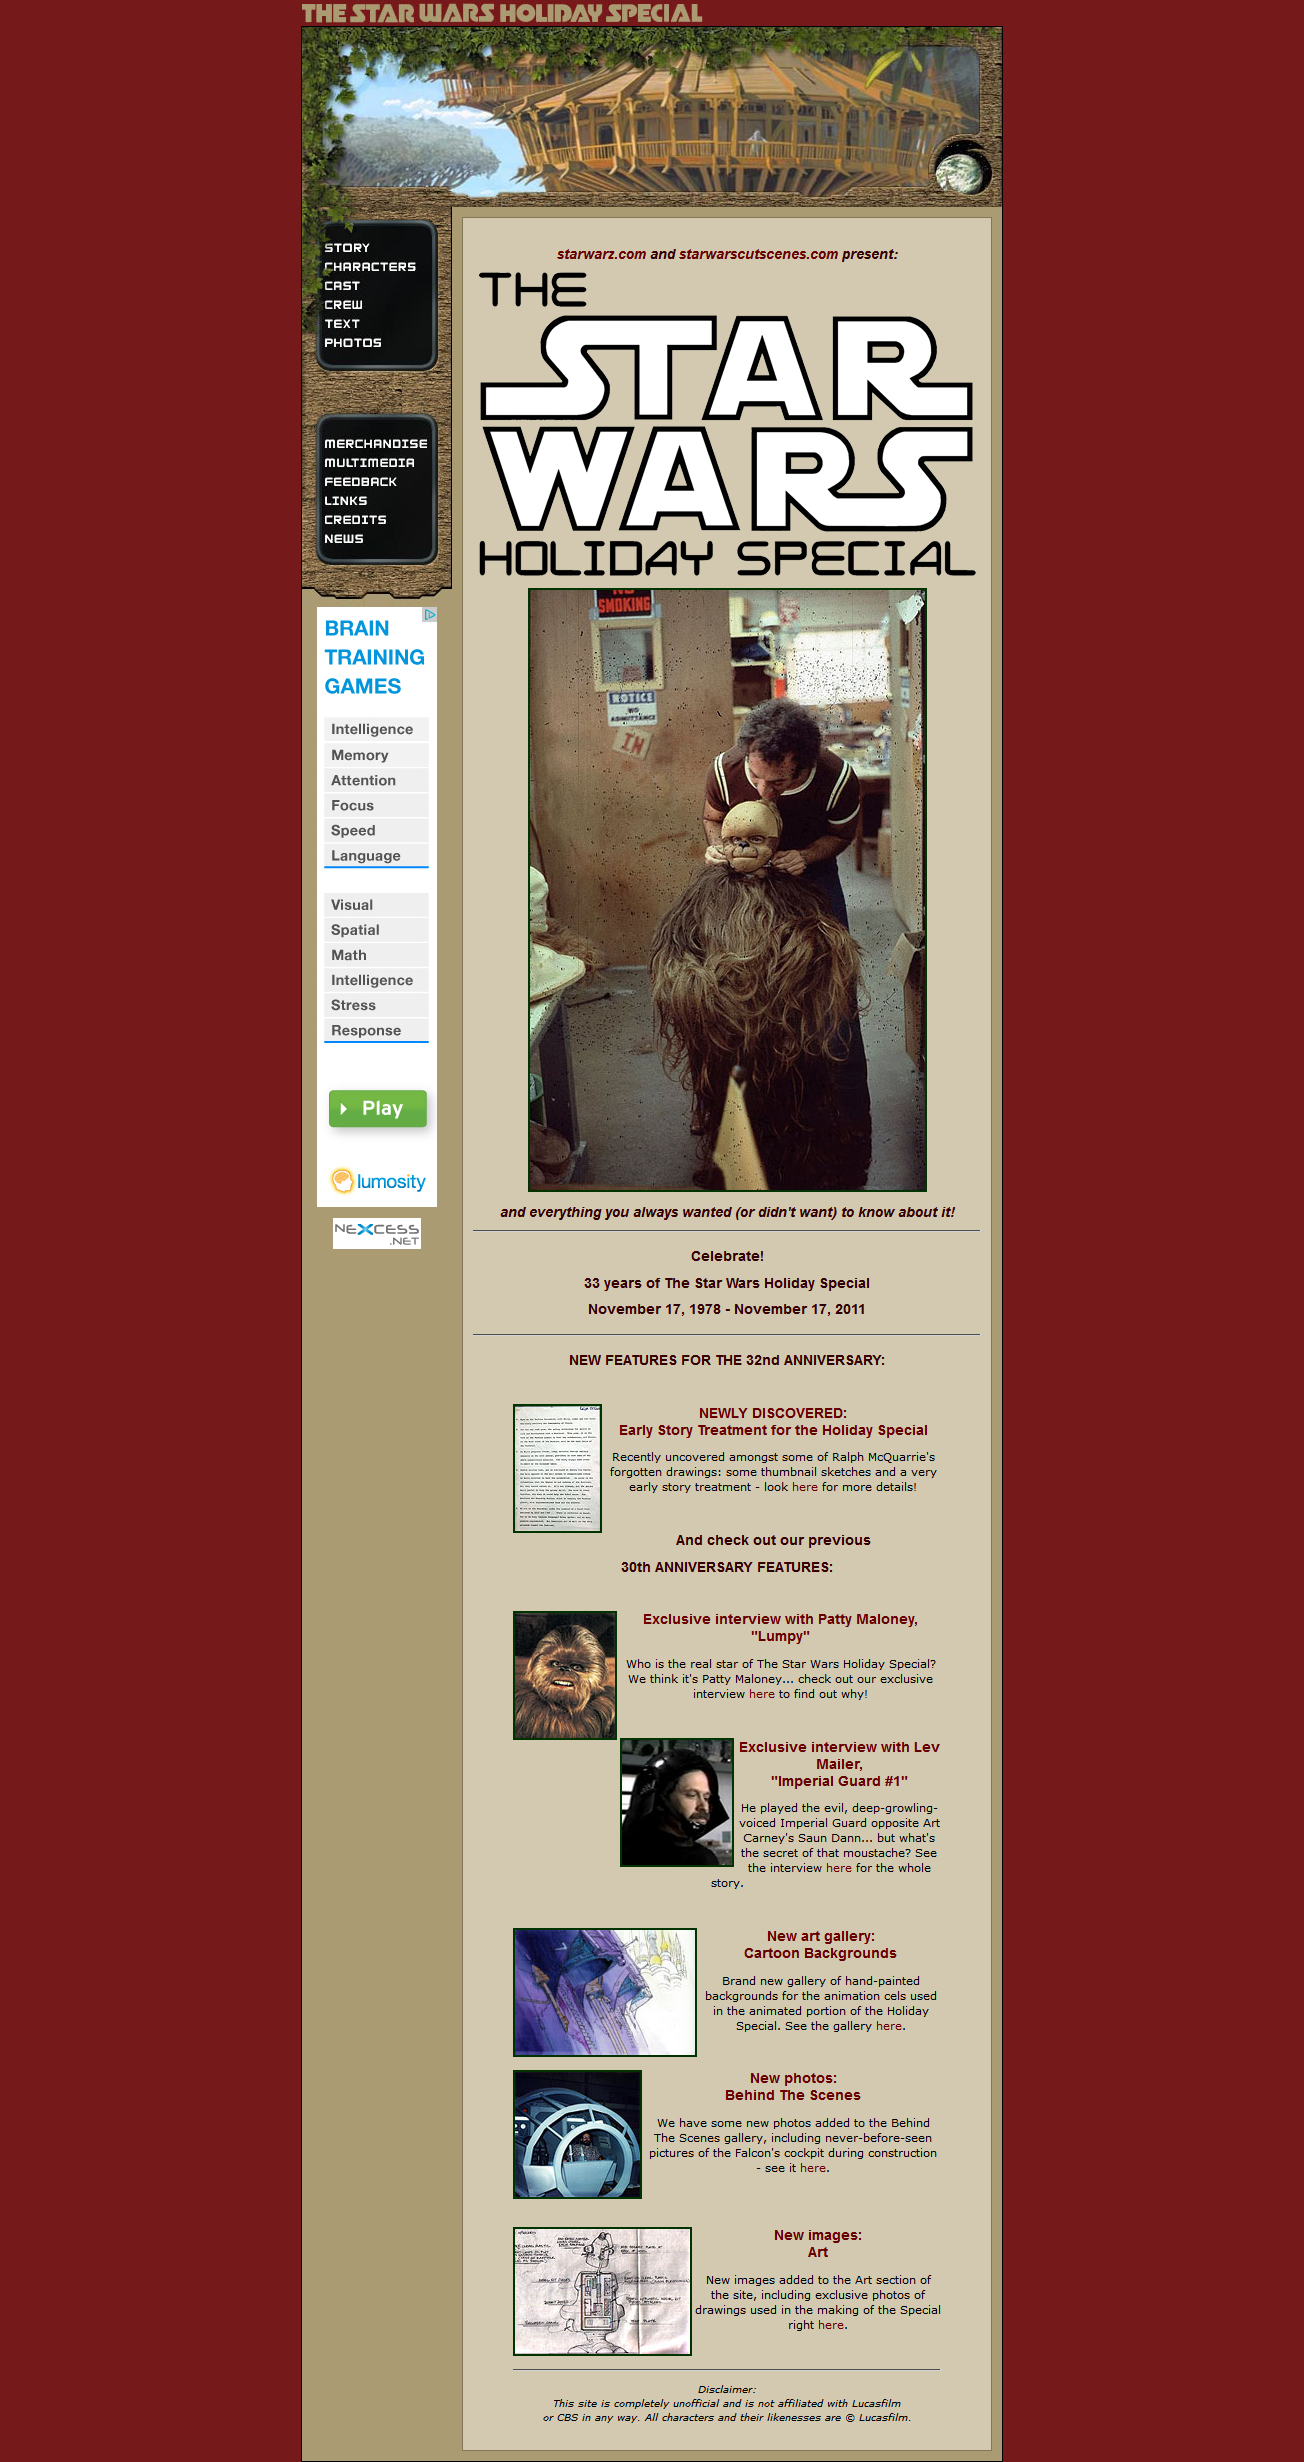 THE STAR WARS HOLIDAY SPECIAL
STORY
CHARACTERS
CAST
CREW
TEXT
PHOTOS
MERCHANDISE
MULTIMEDIA
FEEDBACK
LINKS
CREDITS
NEWS
BRAIN
TRAINING
GAMES
Intelligence
Memory
Attention
Focus
Speed
Language
Visual
Spatial
Math
Intelligence
Stress
Response
Play
lumosity
NEXCESS
.NET
starwarz.com and starwarscutscenes.com present:
THE
STAR
WARS
HOLIDAY SPECIAL
NO
SMOKING
NOTICE
NO
ADMITTANCE
IN
and everything you always wanted (or didn't want) to know about it!
Celebrate!
33 years of The Star Wars Holiday Special
November 17, 1978 - November 17, 2011
NEW FEATURES FOR THE 32nd ANNIVERSARY:
NEWLY DISCOVERED:
Early Story Treatment for the Holiday Special
Recently uncovered amongst some of Ralph McQuarrie's
forgotten drawings: some thumbnail sketches and a very
early story treatment - look here for more details!
And check out our previous
30th ANNIVERSARY FEATURES:
Exclusive interview with Patty Maloney,
"Lumpy"
Who is the real star of The Star Wars Holiday Special?
We think it's Patty Maloney... check out our exclusive
interview here to find out why!
Exclusive interview with Lev
Mailer,
"Imperial Guard #1"
He played the evil, deep-growling-
voiced Imperial Guard opposite Art
Carney's Saun Dann... but what's
the secret of that moustache? See
the interview here for the whole
story.
New art gallery:
Cartoon Backgrounds
Brand new gallery of hand-painted
backgrounds for the animation cels used
in the animated portion of the Holiday
Special. See the gallery here.
New photos:
Behind The Scenes
We have some new photos added to the Behind
The Scenes gallery, including never-before-seen
pictures of the Falcon's cockpit during construction
- see it here.
New images:
Art
New images added to the Art section of
the site, including exclusive photos of
drawings used in the making of the Special
right here.
Disclaimer:
This site is completely unofficial and is not affiliated with Lucasfilm
or CBS in any way. All characters and their likenesses are © Lucasfilm.